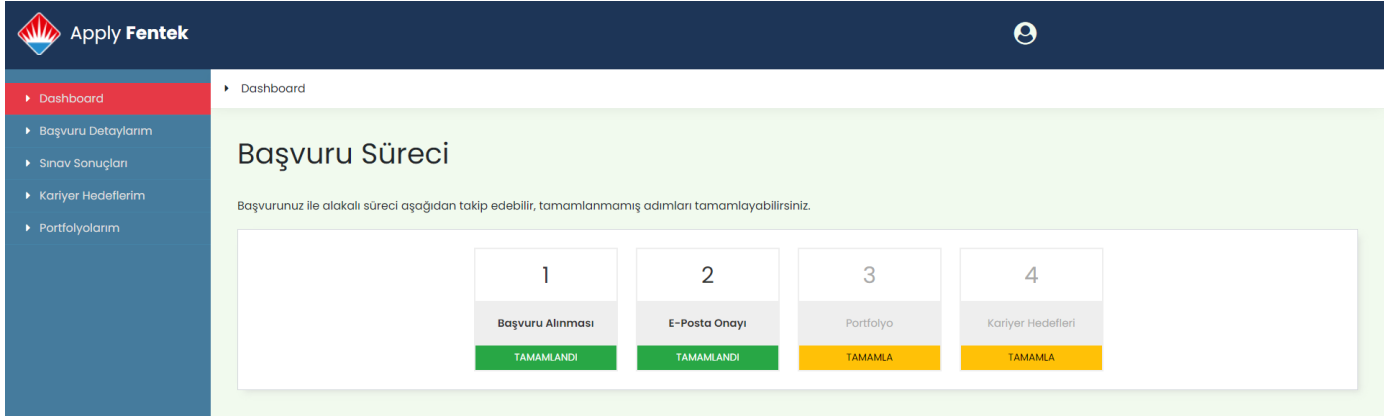 Apply Fentek
Dashboard
Başvuru Detaylarım
Sınav Sonuçları
Kariyer Hedeflerim
Portfolyolarım
Dashboard
Başvuru Süreci
Başvurunuz ile alakalı süreci aşağıdan takip edebilir, tamamlanmamış adımları tamamlayabilirsiniz.
1
Başvuru Alınması
TAMAMLANDI
2
E-Posta Onayı
TAMAMLANDI
3
Portfolyo
TAMAMLA
4
Kariyer Hedefleri
TAMAMLA